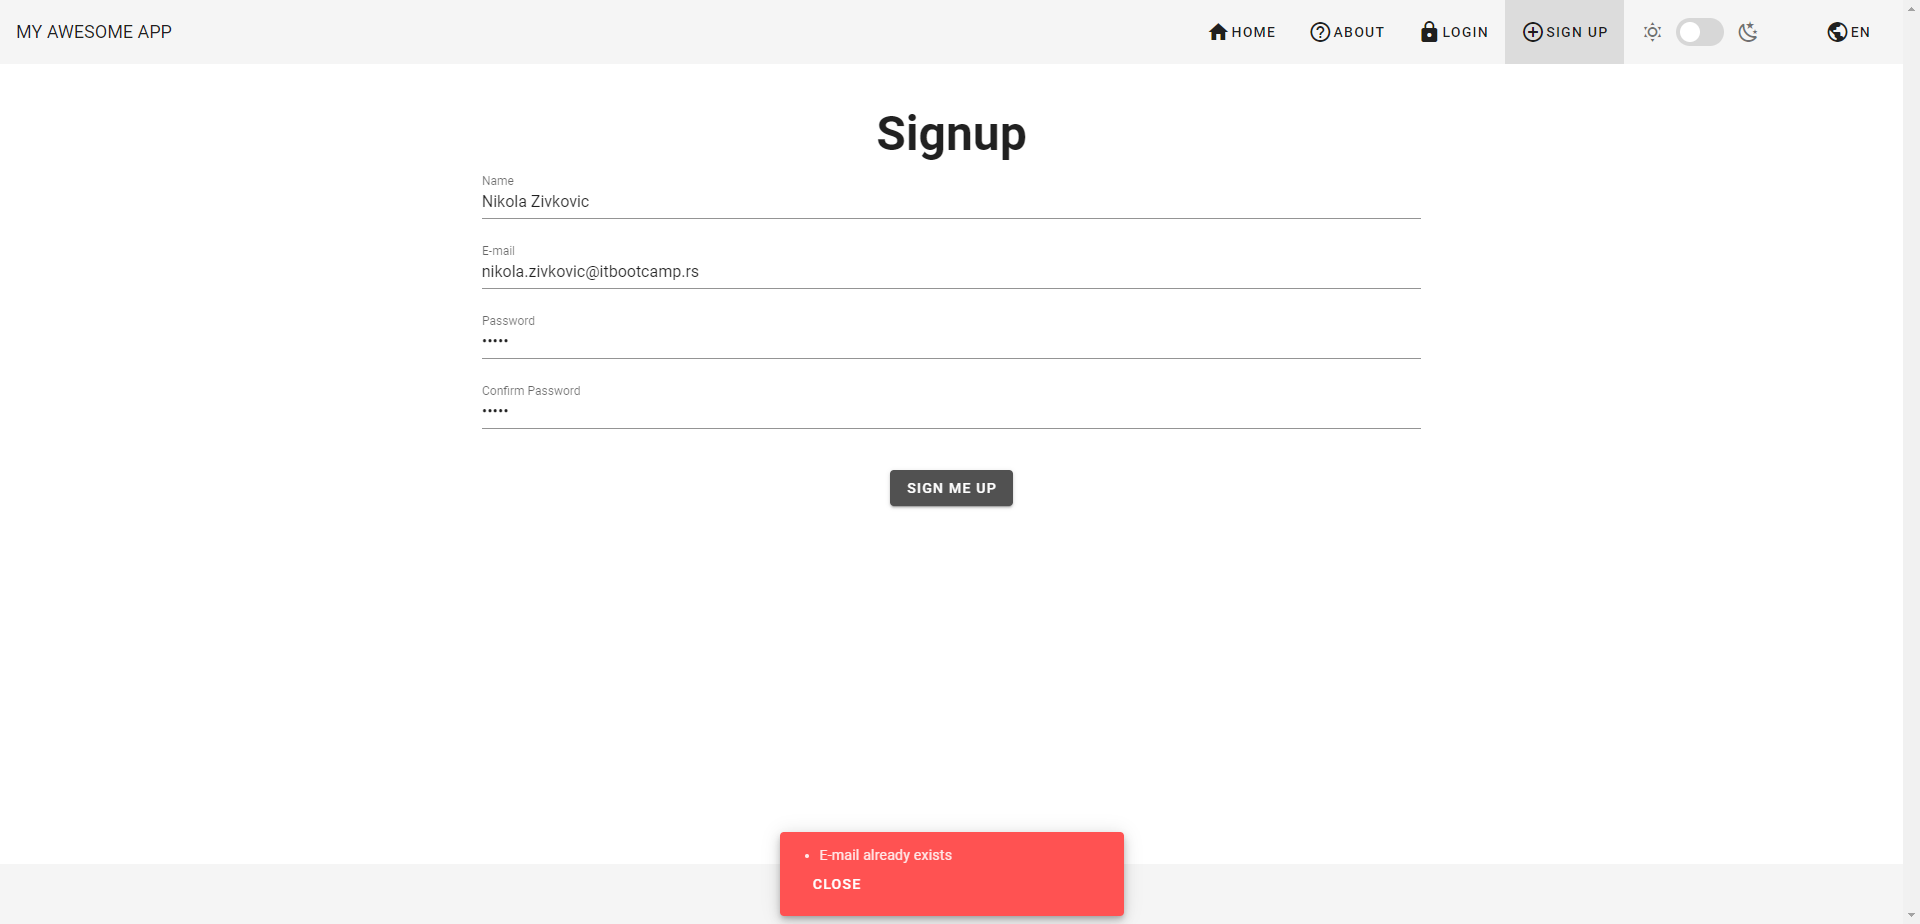 MY AWESOME APP
HOME
ABOUT
LOGIN
SIGN UP
EN
Signup
Name
Nikola Zivkovic
E-mail
nikola.zivkovic@itbootcamp.rs
Password
•••••
Confirm Password
•••••
SIGN ME UP
• E-mail already exists
CLOSE